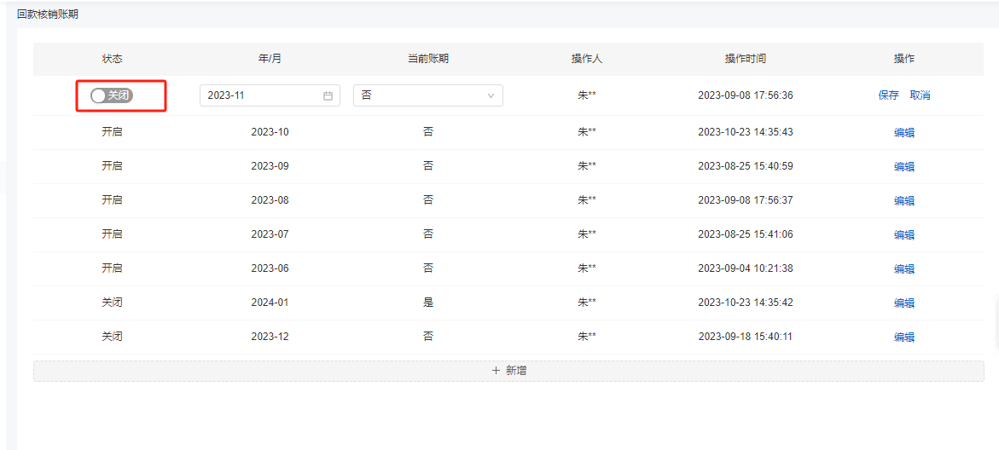 回款核销账期
状态 年/月 当前账期 操作人 操作时间 操作
关闭 2023-11 否 朱** 2023-09-08 17:56:36 保存 取消
开启 2023-10 否 朱** 2023-10-23 14:35:43 编辑
开启 2023-09 否 朱** 2023-08-25 15:40:59 编辑
开启 2023-08 否 朱** 2023-09-08 17:56:37 编辑
开启 2023-07 否 朱** 2023-08-25 15:41:06 编辑
开启 2023-06 否 朱** 2023-09-04 10:21:38 编辑
关闭 2024-01 是 朱** 2023-10-23 14:35:42 编辑
关闭 2023-12 否 朱** 2023-09-18 15:40:11 编辑
+ 新增